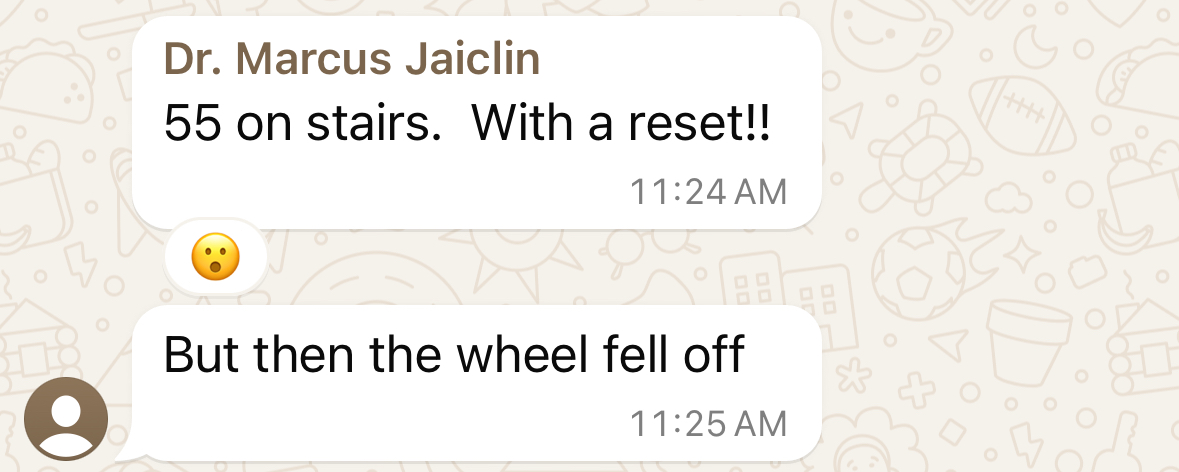 Dr. Marcus Jaiclin
55 on stairs.  With a reset!!
11:24 AM
But then the wheel fell off
11:25 AM